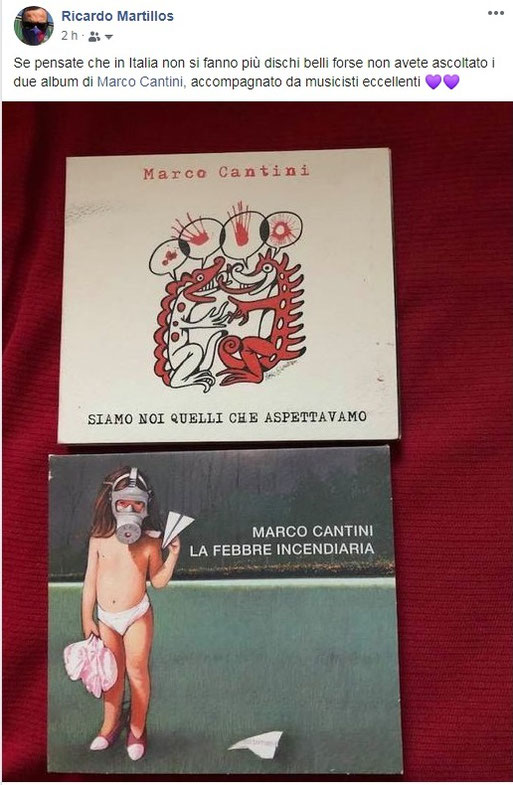 Ricardo Martillos
2 h
Se pensate che in Italia non si fanno più dischi belli forse non avete ascoltato i
due album di Marco Cantini, accompagnato da musicisti eccellenti 💜💜
Marco Cantini
SIAMO NOI QUELLI CHE ASPETTAVAMO
MARCO CANTINI
LA FEBBRE INCENDIARIA